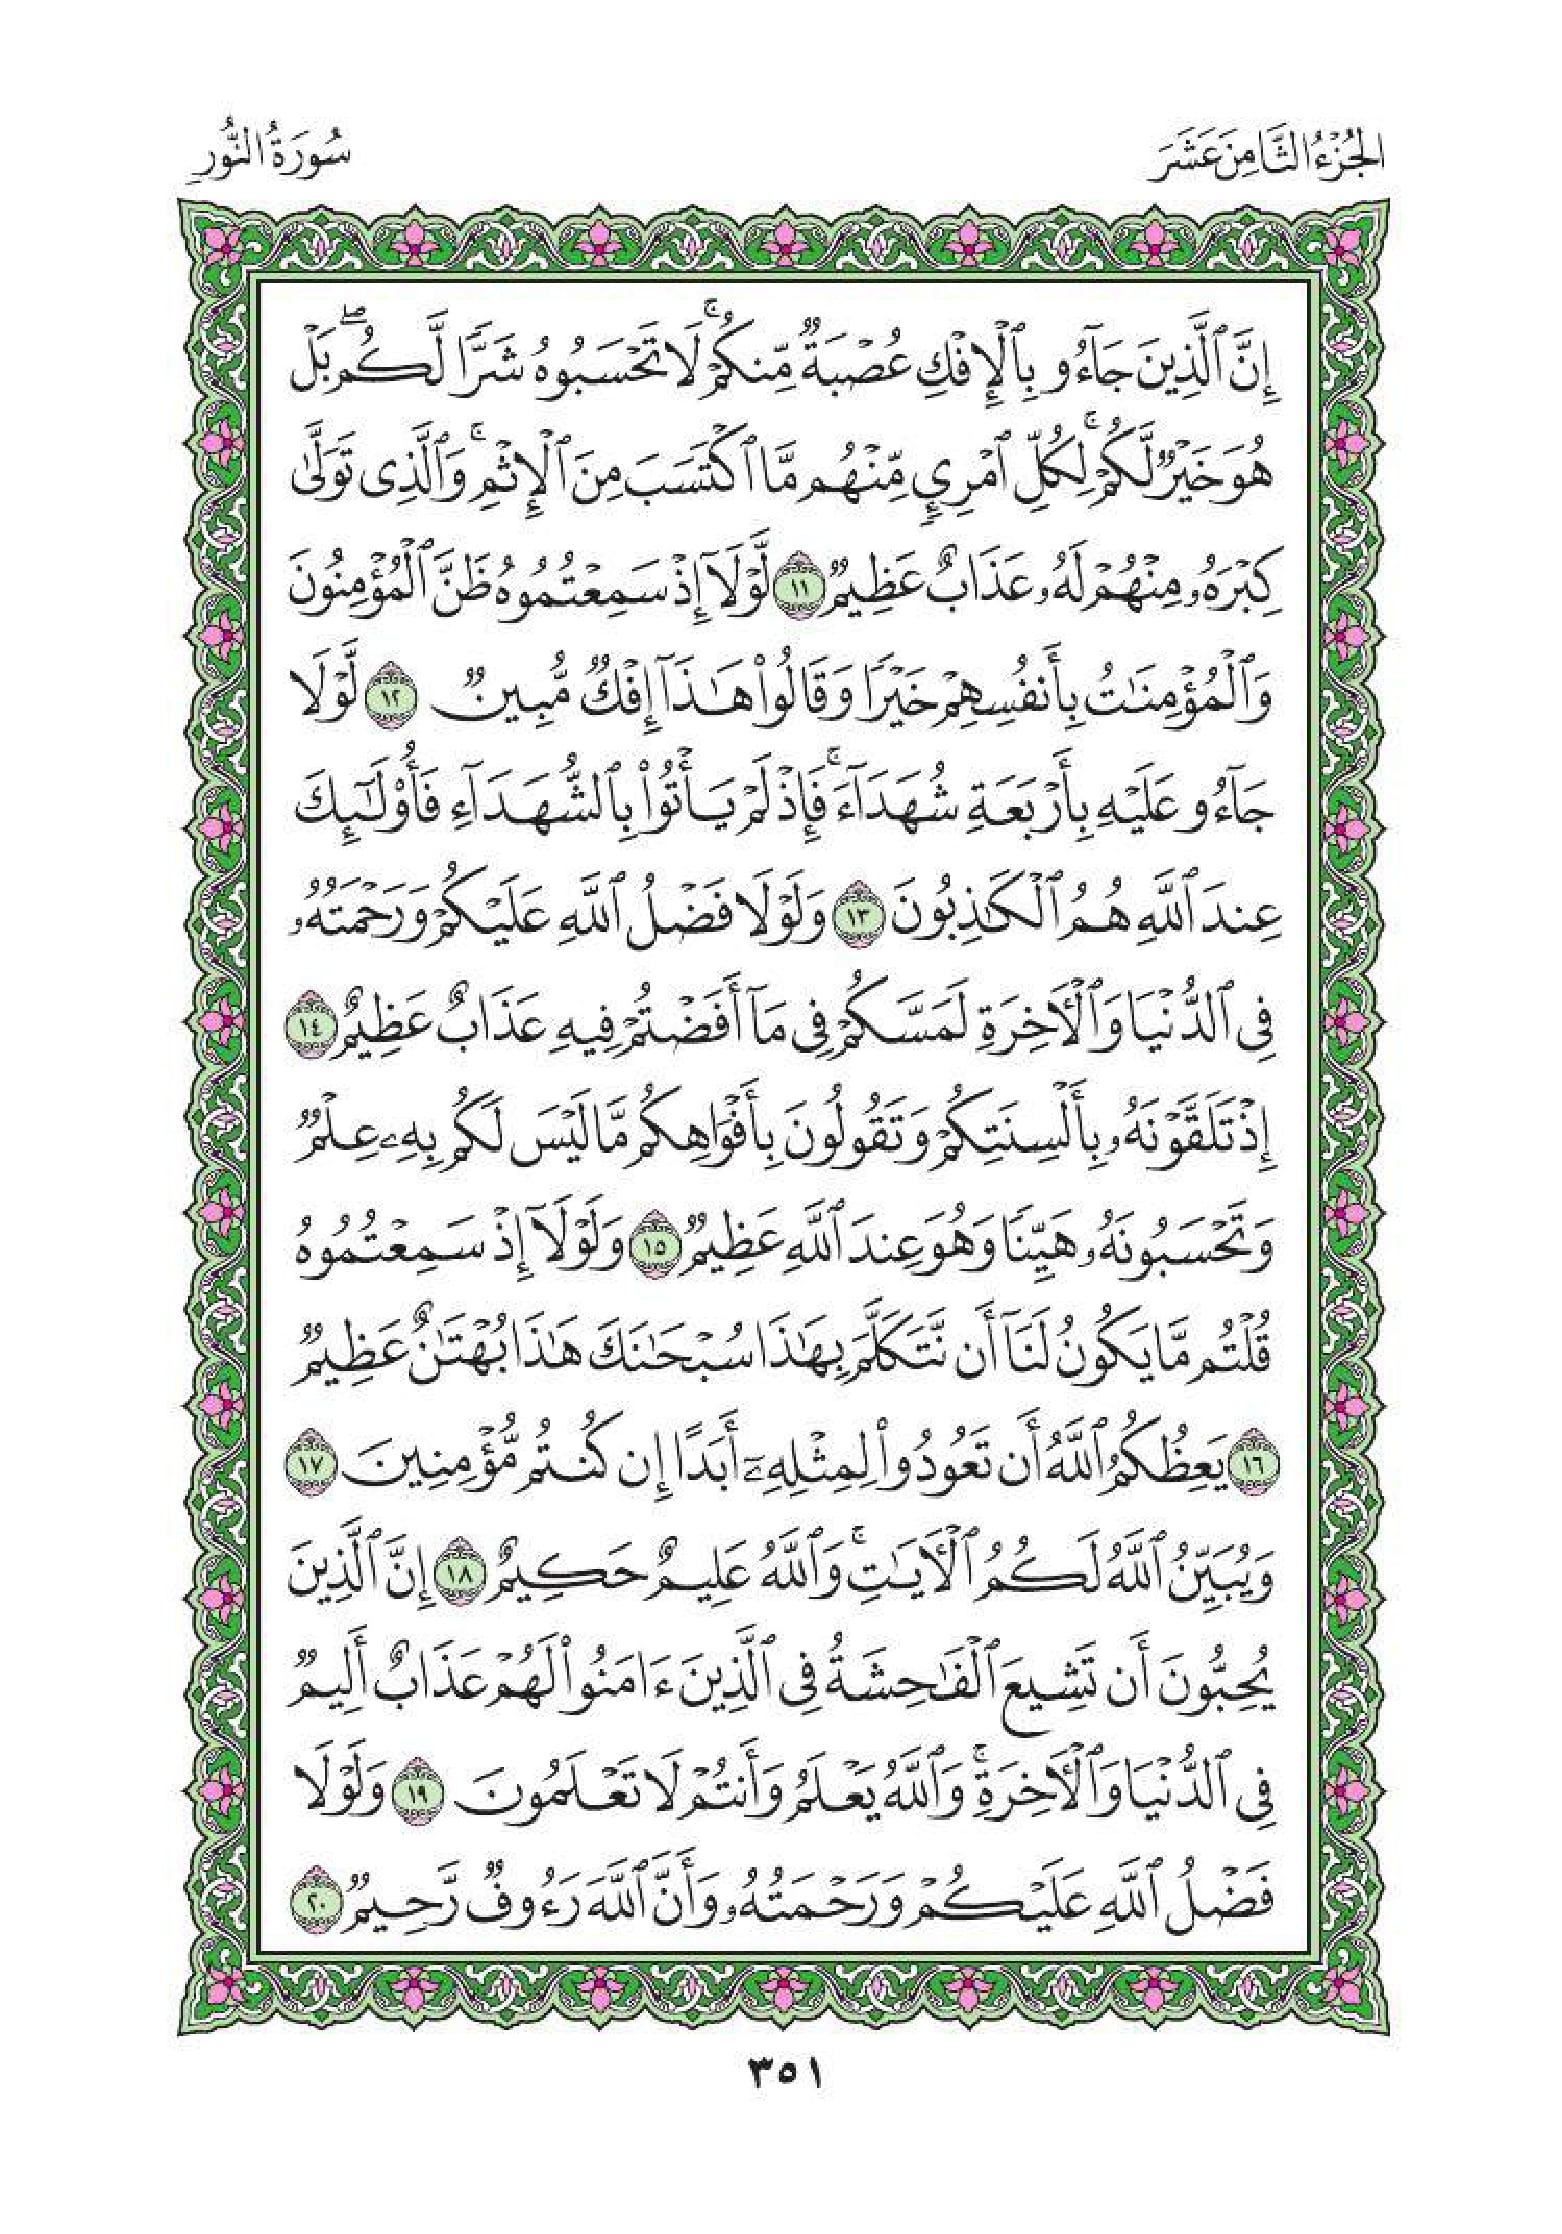 الجُزْءُ الثَّامِنَ عَشَرَ
سُورَةُ النُّورِ
إِنَّ ٱلَّذِينَ جَآءُو بِٱلْإِفْكِ عُصْبَةٌ مِّنكُمْ ۚ لَا تَحْسَبُوهُ شَرًّا لَّكُم ۖ بَلْ
هُوَ خَيْرٌ لَّكُمْ ۚ لِكُلِّ ٱمْرِئٍ مِّنْهُم مَّا ٱكْتَسَبَ مِنَ ٱلْإِثْمِ ۚ وَٱلَّذِى تَوَلَّىٰ
كِبْرَهُۥ مِنْهُمْ لَهُۥ عَذَابٌ عَظِيمٌ ١١ لَّوْلَآ إِذْ سَمِعْتُمُوهُ ظَنَّ ٱلْمُؤْمِنُونَ
وَٱلْمُؤْمِنَٰتُ بِأَنفُسِهِمْ خَيْرًا وَقَالُوا۟ هَٰذَآ إِفْكٌ مُّبِينٌ ١٢ لَّوْلَا
جَآءُو عَلَيْهِ بِأَرْبَعَةِ شُهَدَآءَ ۚ فَإِذْ لَمْ يَأْتُوا۟ بِٱلشُّهَدَآءِ فَأُو۟لَٰٓئِكَ
عِندَ ٱللَّهِ هُمُ ٱلْكَٰذِبُونَ ١٣ وَلَوْلَا فَضْلُ ٱللَّهِ عَلَيْكُمْ وَرَحْمَتُهُۥ
فِى ٱلدُّنْيَا وَٱلْءَاخِرَةِ لَمَسَّكُمْ فِى مَآ أَفَضْتُمْ فِيهِ عَذَابٌ عَظِيمٌ ١٤
إِذْ تَلَقَّوْنَهُۥ بِأَلْسِنَتِكُمْ وَتَقُولُونَ بِأَفْوَاهِكُم مَّا لَيْسَ لَكُم بِهِۦ عِلْمٌ
وَتَحْسَبُونَهُۥ هَيِّنًا وَهُوَ عِندَ ٱللَّهِ عَظِيمٌ ١٥ وَلَوْلَآ إِذْ سَمِعْتُمُوهُ
قُلْتُم مَّا يَكُونُ لَنَآ أَن نَّتَكَلَّمَ بِهَٰذَا سُبْحَٰنَكَ هَٰذَا بُهْتَٰنٌ عَظِيمٌ
١٦ يَعِظُكُمُ ٱللَّهُ أَن تَعُودُوا۟ لِمِثْلِهِۦٓ أَبَدًا إِن كُنتُم مُّؤْمِنِينَ ١٧
وَيُبَيِّنُ ٱللَّهُ لَكُمُ ٱلْءَايَٰتِ ۚ وَٱللَّهُ عَلِيمٌ حَكِيمٌ ١٨ إِنَّ ٱلَّذِينَ
يُحِبُّونَ أَن تَشِيعَ ٱلْفَٰحِشَةُ فِى ٱلَّذِينَ ءَامَنُوا۟ لَهُمْ عَذَابٌ أَلِيمٌ
فِى ٱلدُّنْيَا وَٱلْءَاخِرَةِ ۚ وَٱللَّهُ يَعْلَمُ وَأَنتُمْ لَا تَعْلَمُونَ ١٩ وَلَوْلَا
فَضْلُ ٱللَّهِ عَلَيْكُمْ وَرَحْمَتُهُۥ وَأَنَّ ٱللَّهَ رَءُوفٌ رَّحِيمٌ ٢٠
٣٥١